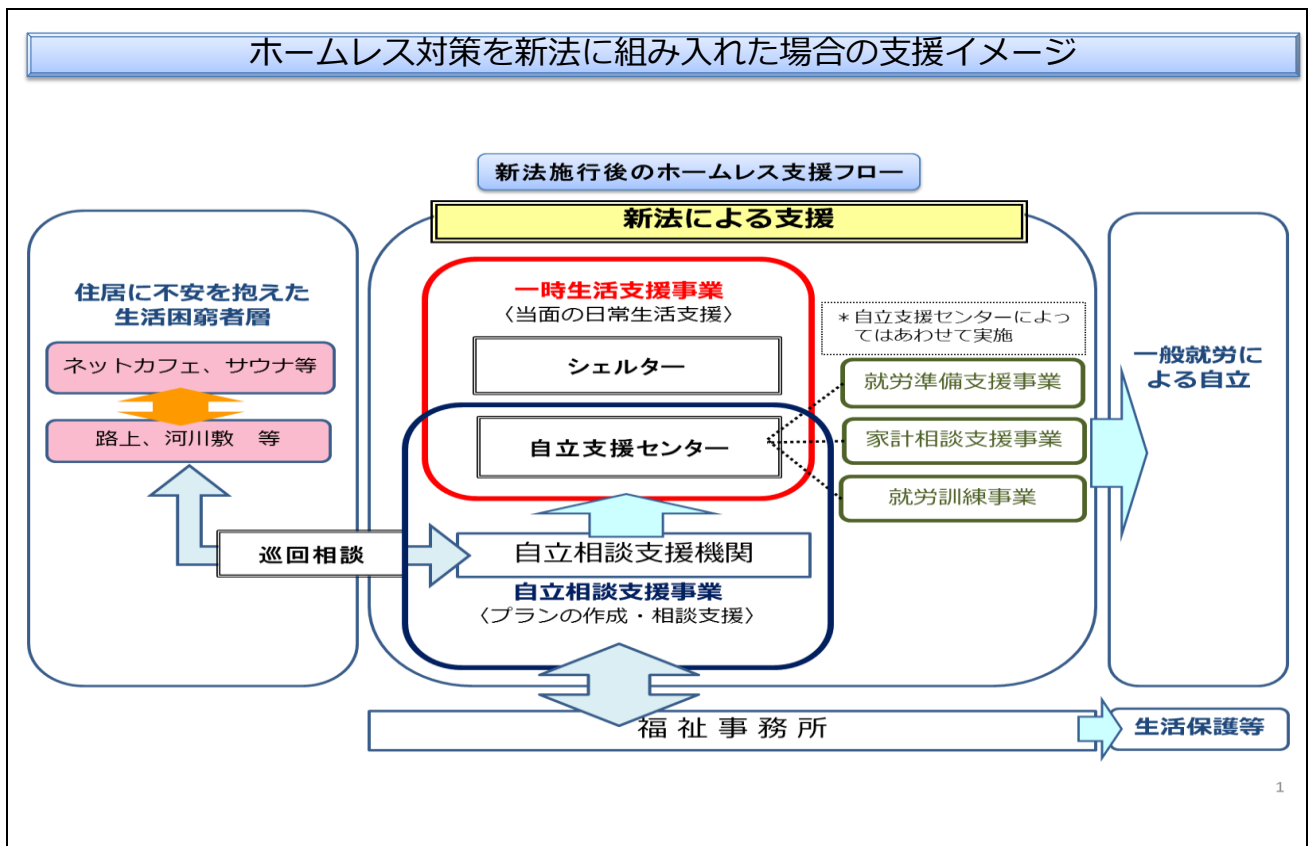 ホームレス対策を新法に組み入れた場合の支援イメージ
新法施行後のホームレス支援フロー
新法による支援
住居に不安を抱えた
生活困窮者層
ネットカフェ、サウナ等
路上、河川敷　等
巡回相談
一時生活支援事業
〈当面の日常生活支援〉
シェルター
自立支援センター
自立相談支援機関
自立相談支援事業
〈プランの作成・相談支援〉
＊自立支援センターによっ
てはあわせて実施
就労準備支援事業
家計相談支援事業
就労訓練事業
一般就労に
よる自立
福 祉 事 務 所
生活保護等
1